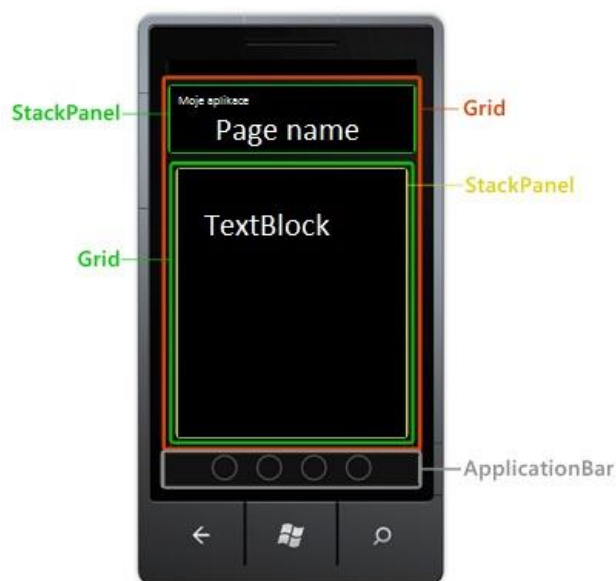 Moje aplikace
StackPanel
Grid
Page name
StackPanel
TextBlock
Grid
ApplicationBar